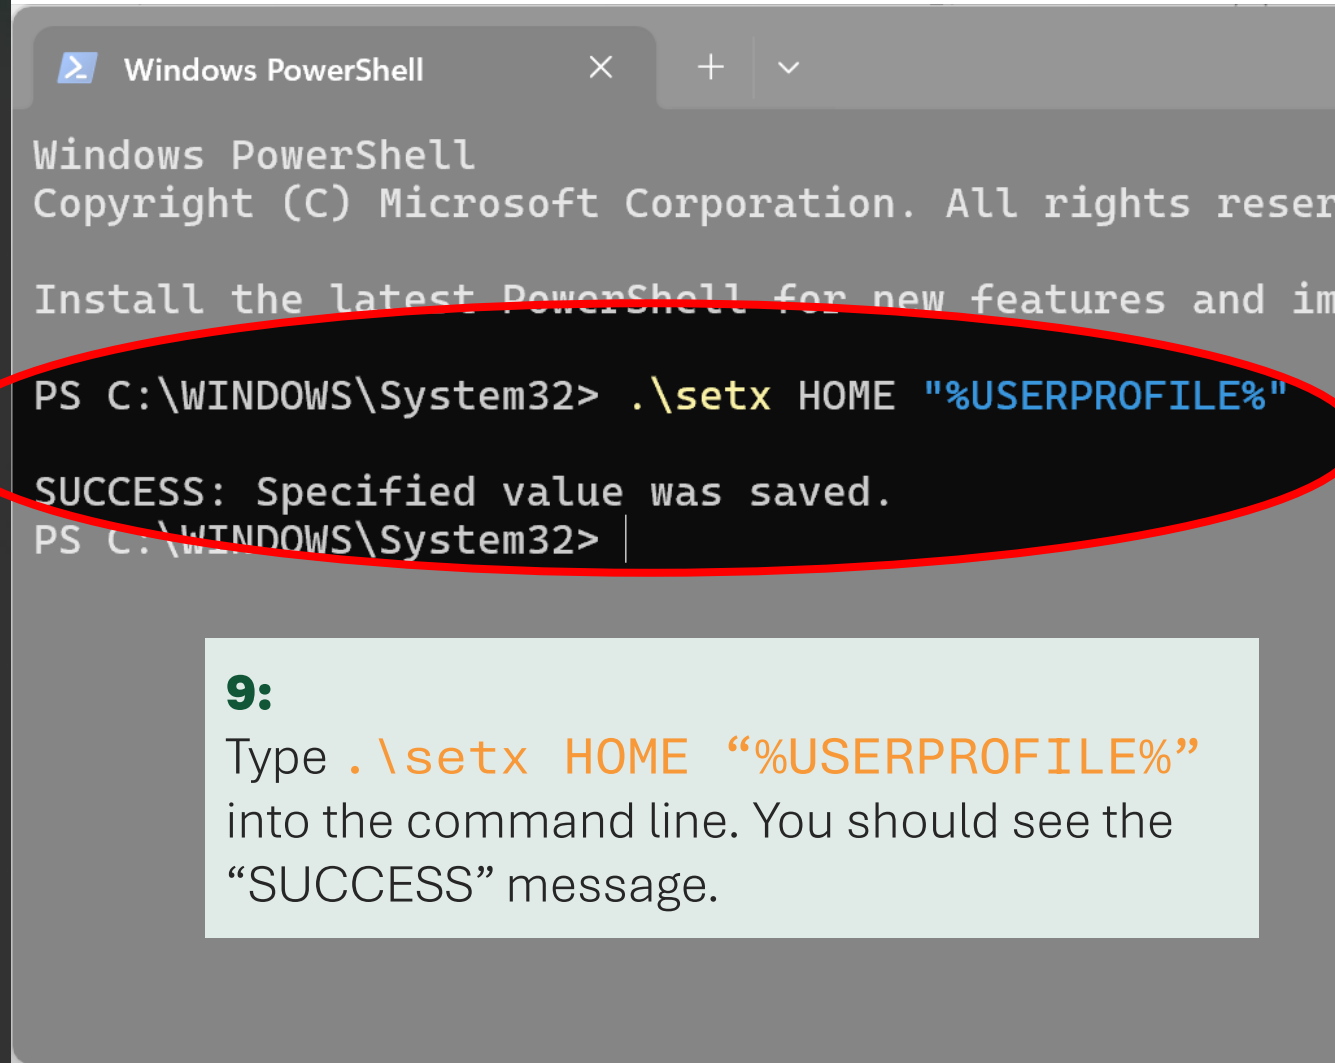 Windows PowerShell
Windows PowerShell
Copyright (C) Microsoft Corporation. All rights reser
Install the latest PowerShell for new features and im
PS C:\WINDOWS\System32> .\setx HOME "%USERPROFILE%"
SUCCESS: Specified value was saved.
PS C:\WINDOWS\System32>
9:
Type .\setx HOME “%USERPROFILE%”
into the command line. You should see the
“SUCCESS” message.